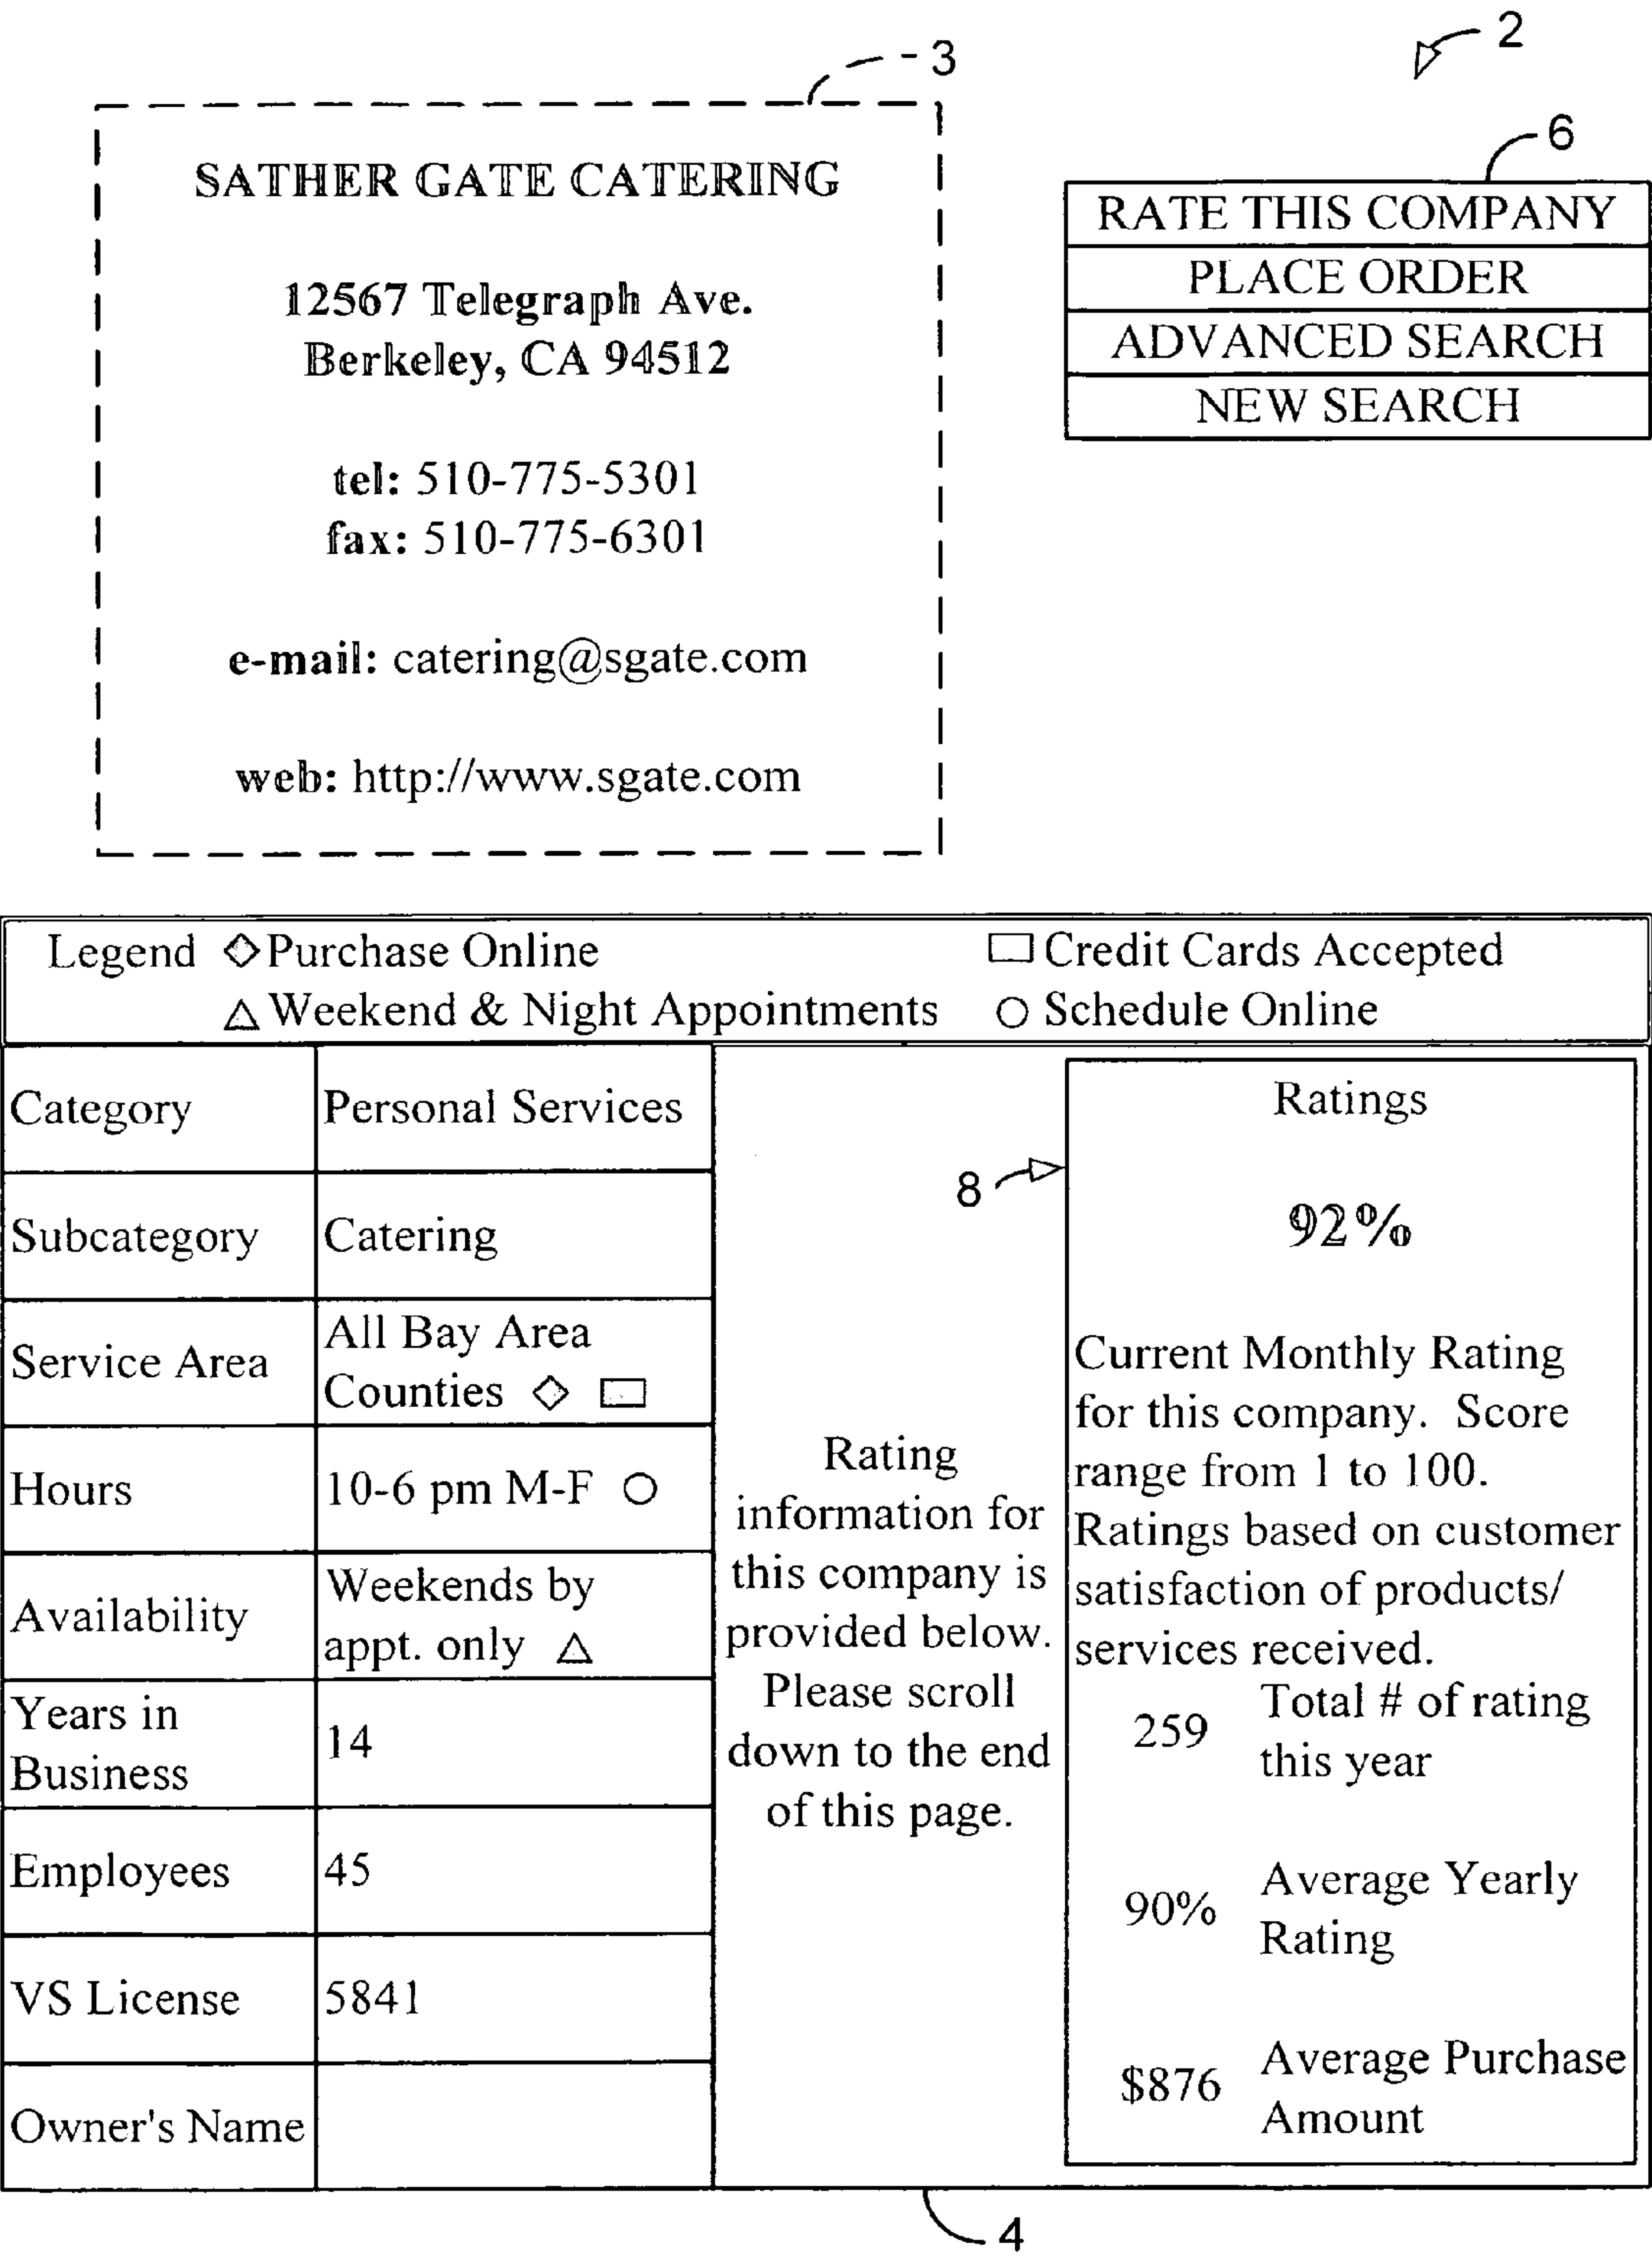 2
3
SATHER GATE CATERING
12567 Telegraph Ave.
Berkeley, CA 94512
tel: 510-775-5301
fax: 510-775-6301
e-mail: catering@sgate.com
web: http://www.sgate.com
6
RATE THIS COMPANY
PLACE ORDER
ADVANCED SEARCH
NEW SEARCH
Legend Purchase Online Credit Cards Accepted
Weekend & Night Appointments Schedule Online
Category Personal Services
Subcategory Catering
Service Area All Bay Area
Counties
Hours 10-6 pm M-F
Availability Weekends by
appt. only
Years in
Business 14
Employees 45
VS License 5841
Owner's Name
Rating
information for
this company is
provided below.
Please scroll
down to the end
of this page.
8
Ratings
92%
Current Monthly Rating
for this company. Score
range from 1 to 100.
Ratings based on customer
satisfaction of products/
services received.
259 Total # of rating
this year
90% Average Yearly
Rating
$876 Average Purchase
Amount
4